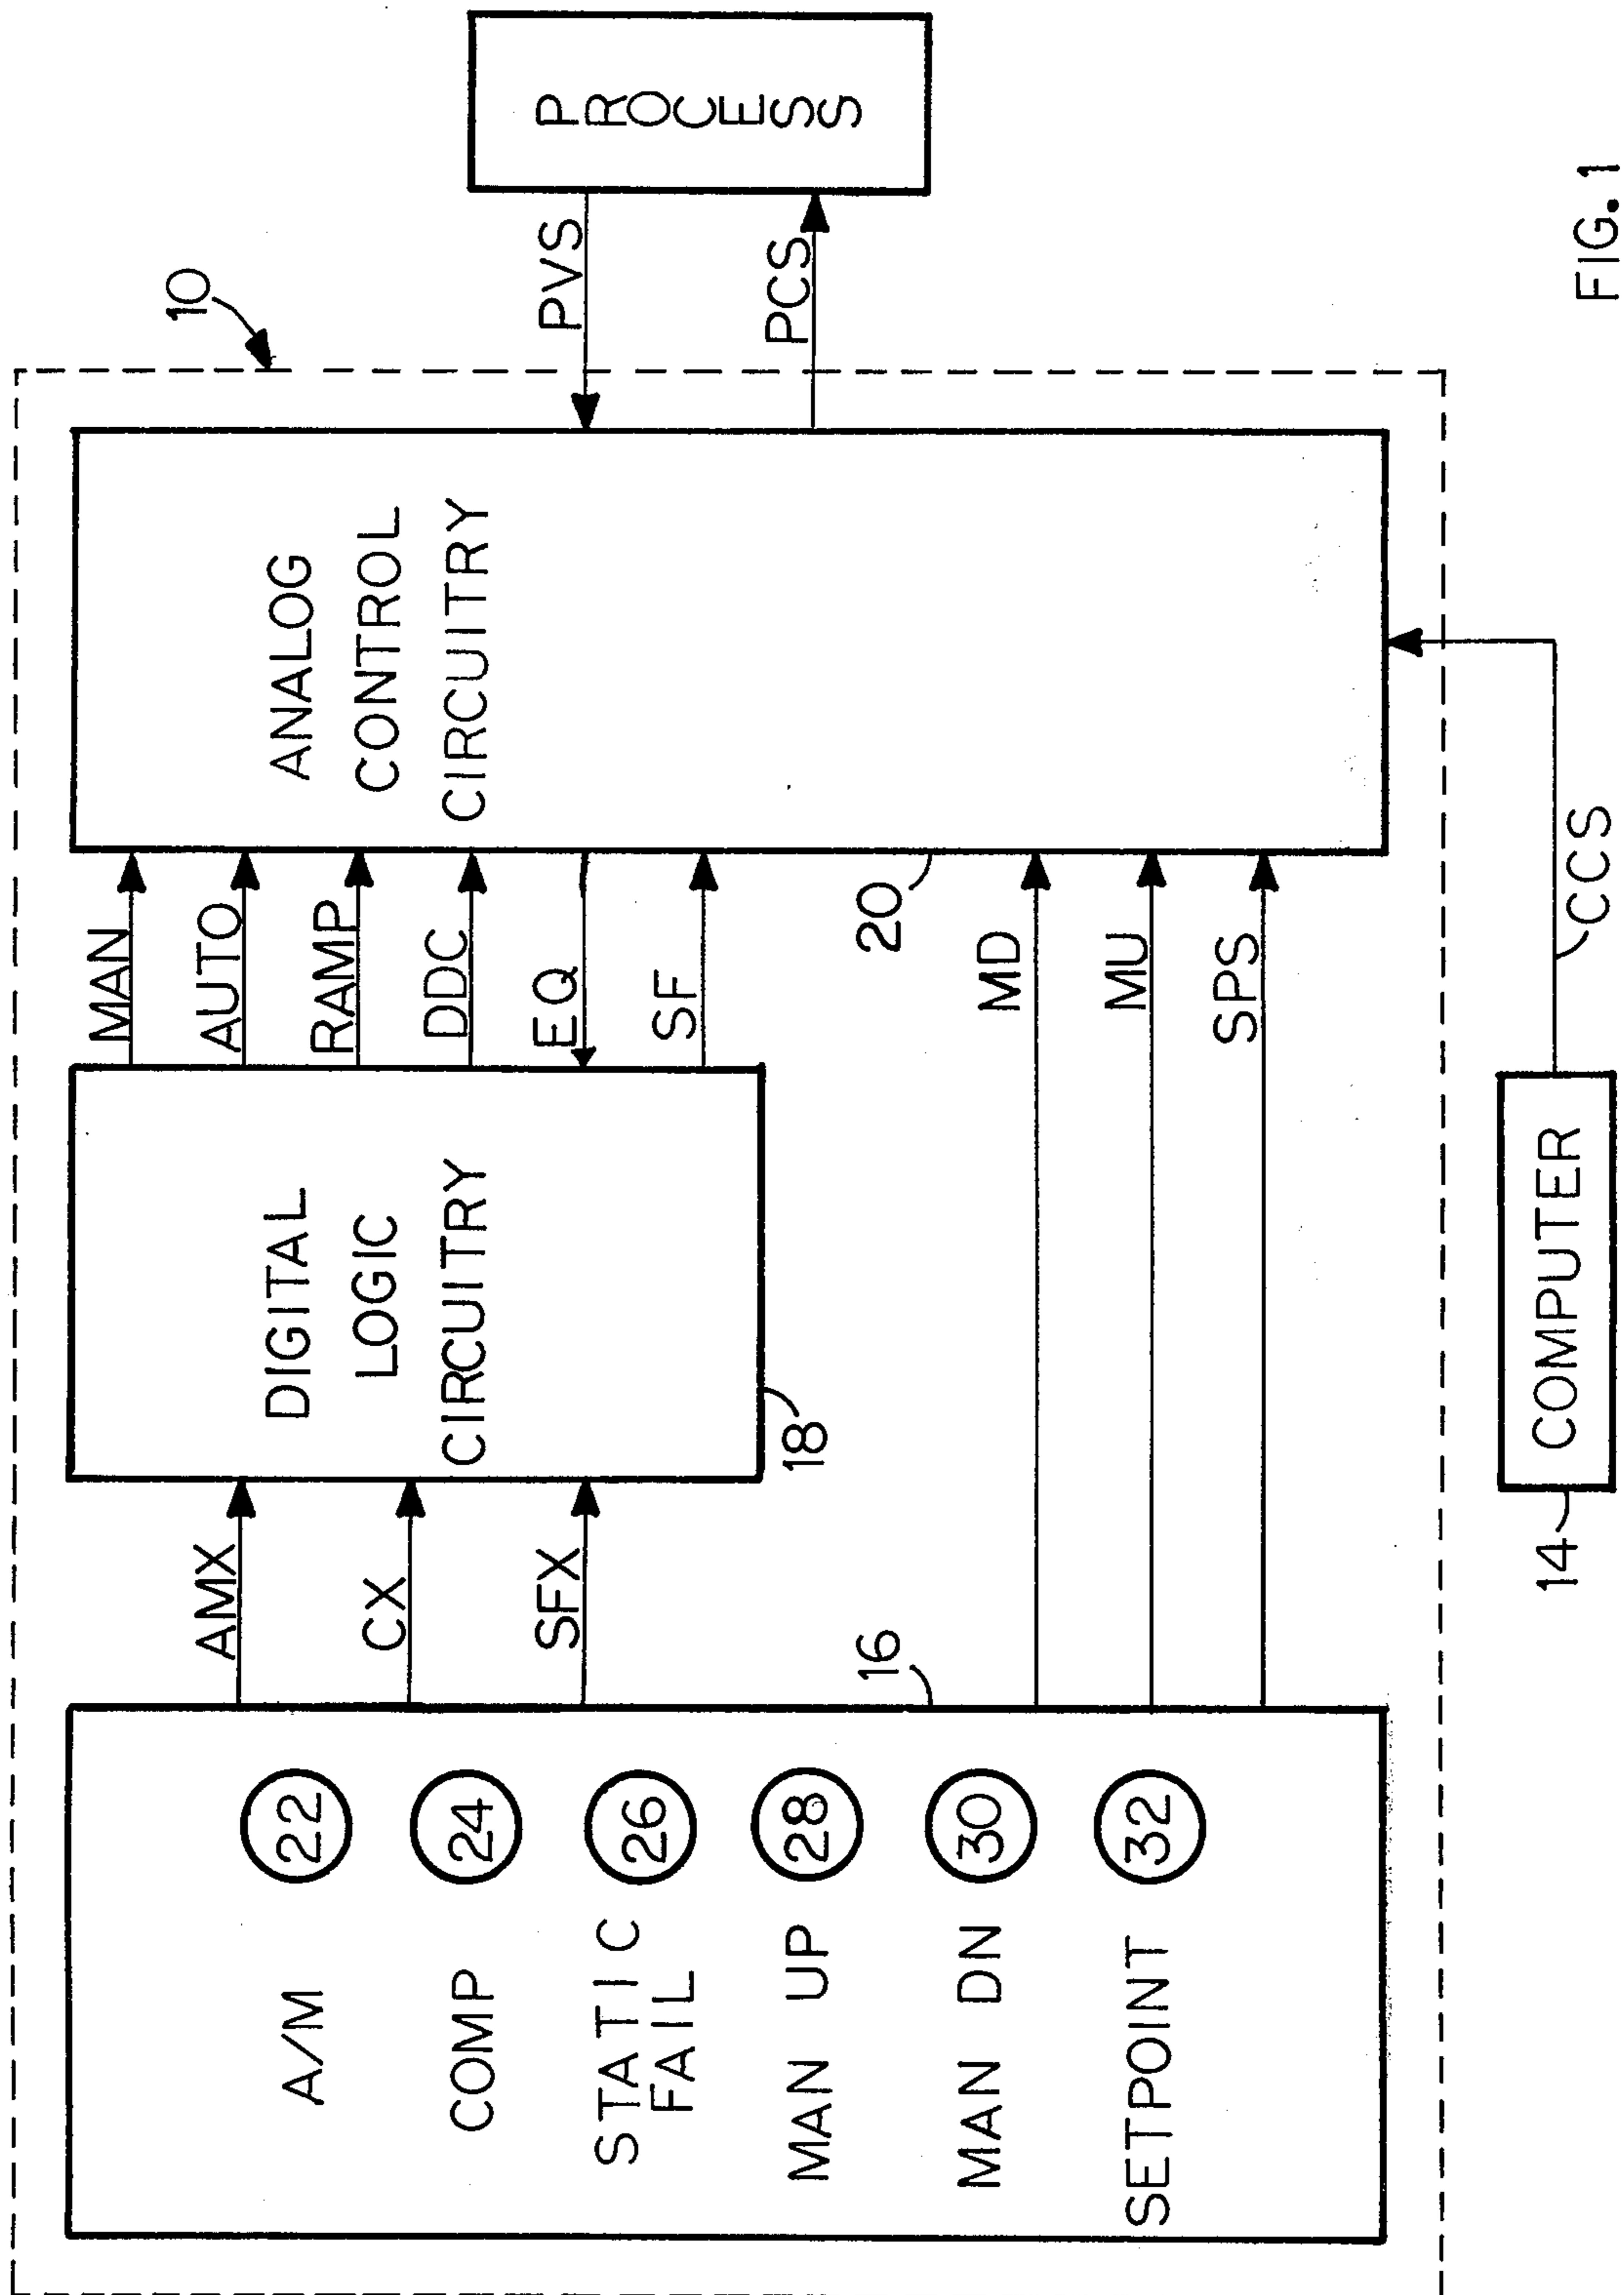 10
A/M
22
COMP
24
STATIC
FAIL
26
MAN UP
28
MAN DN
30
SETPOINT
32
16
AMX
CX
SFX
DIGITAL
LOGIC
CIRCUITRY
18
MAN
AUTO
RAMP
DDC
EQ
SF
20
MD
MU
SPS
ANALOG
CONTROL
CIRCUITRY
PVS
PCS
PROCESS
14
COMPUTER
CCS
FIG. 1